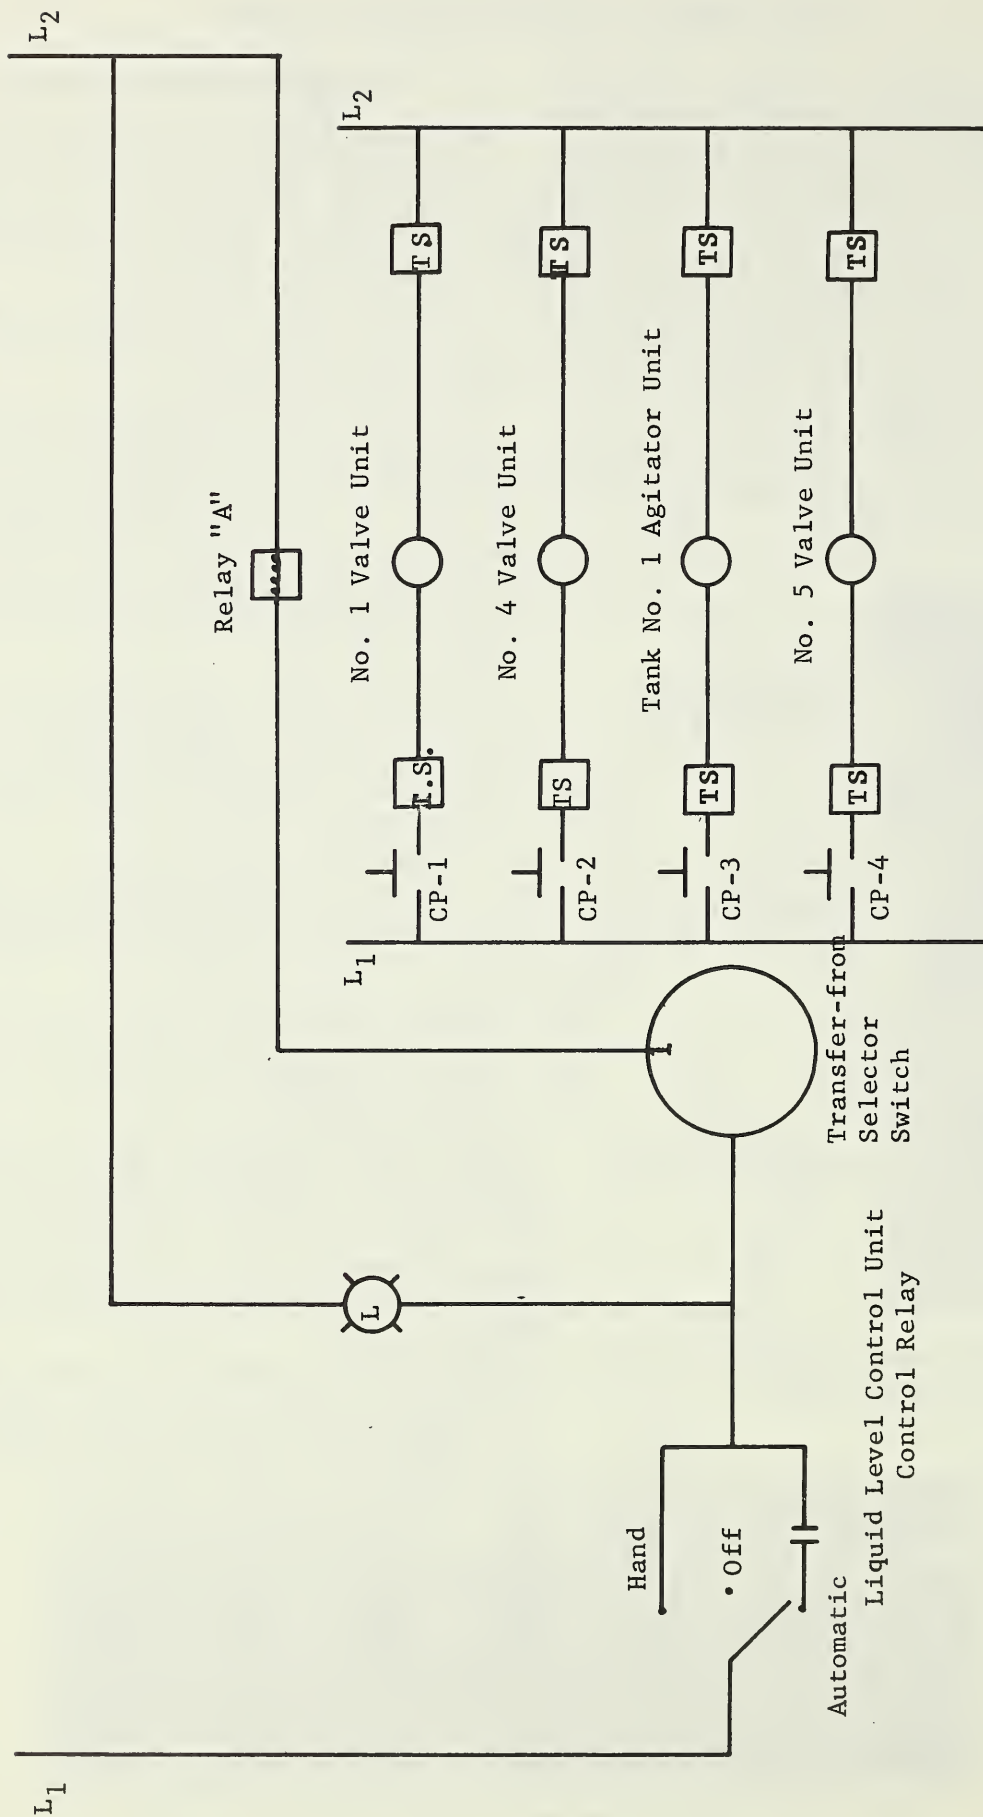 L1
L2
Relay "A"
L1
L2
No. 1 Valve Unit
T.S.
TS
CP-1
No. 4 Valve Unit
TS
TS
CP-2
Tank No. 1 Agitator Unit
TS
TS
CP-3
No. 5 Valve Unit
TS
TS
CP-4
L
Hand
• Off
Automatic
Liquid Level Control Unit
Control Relay
1
Transfer-from
Selector
Switch